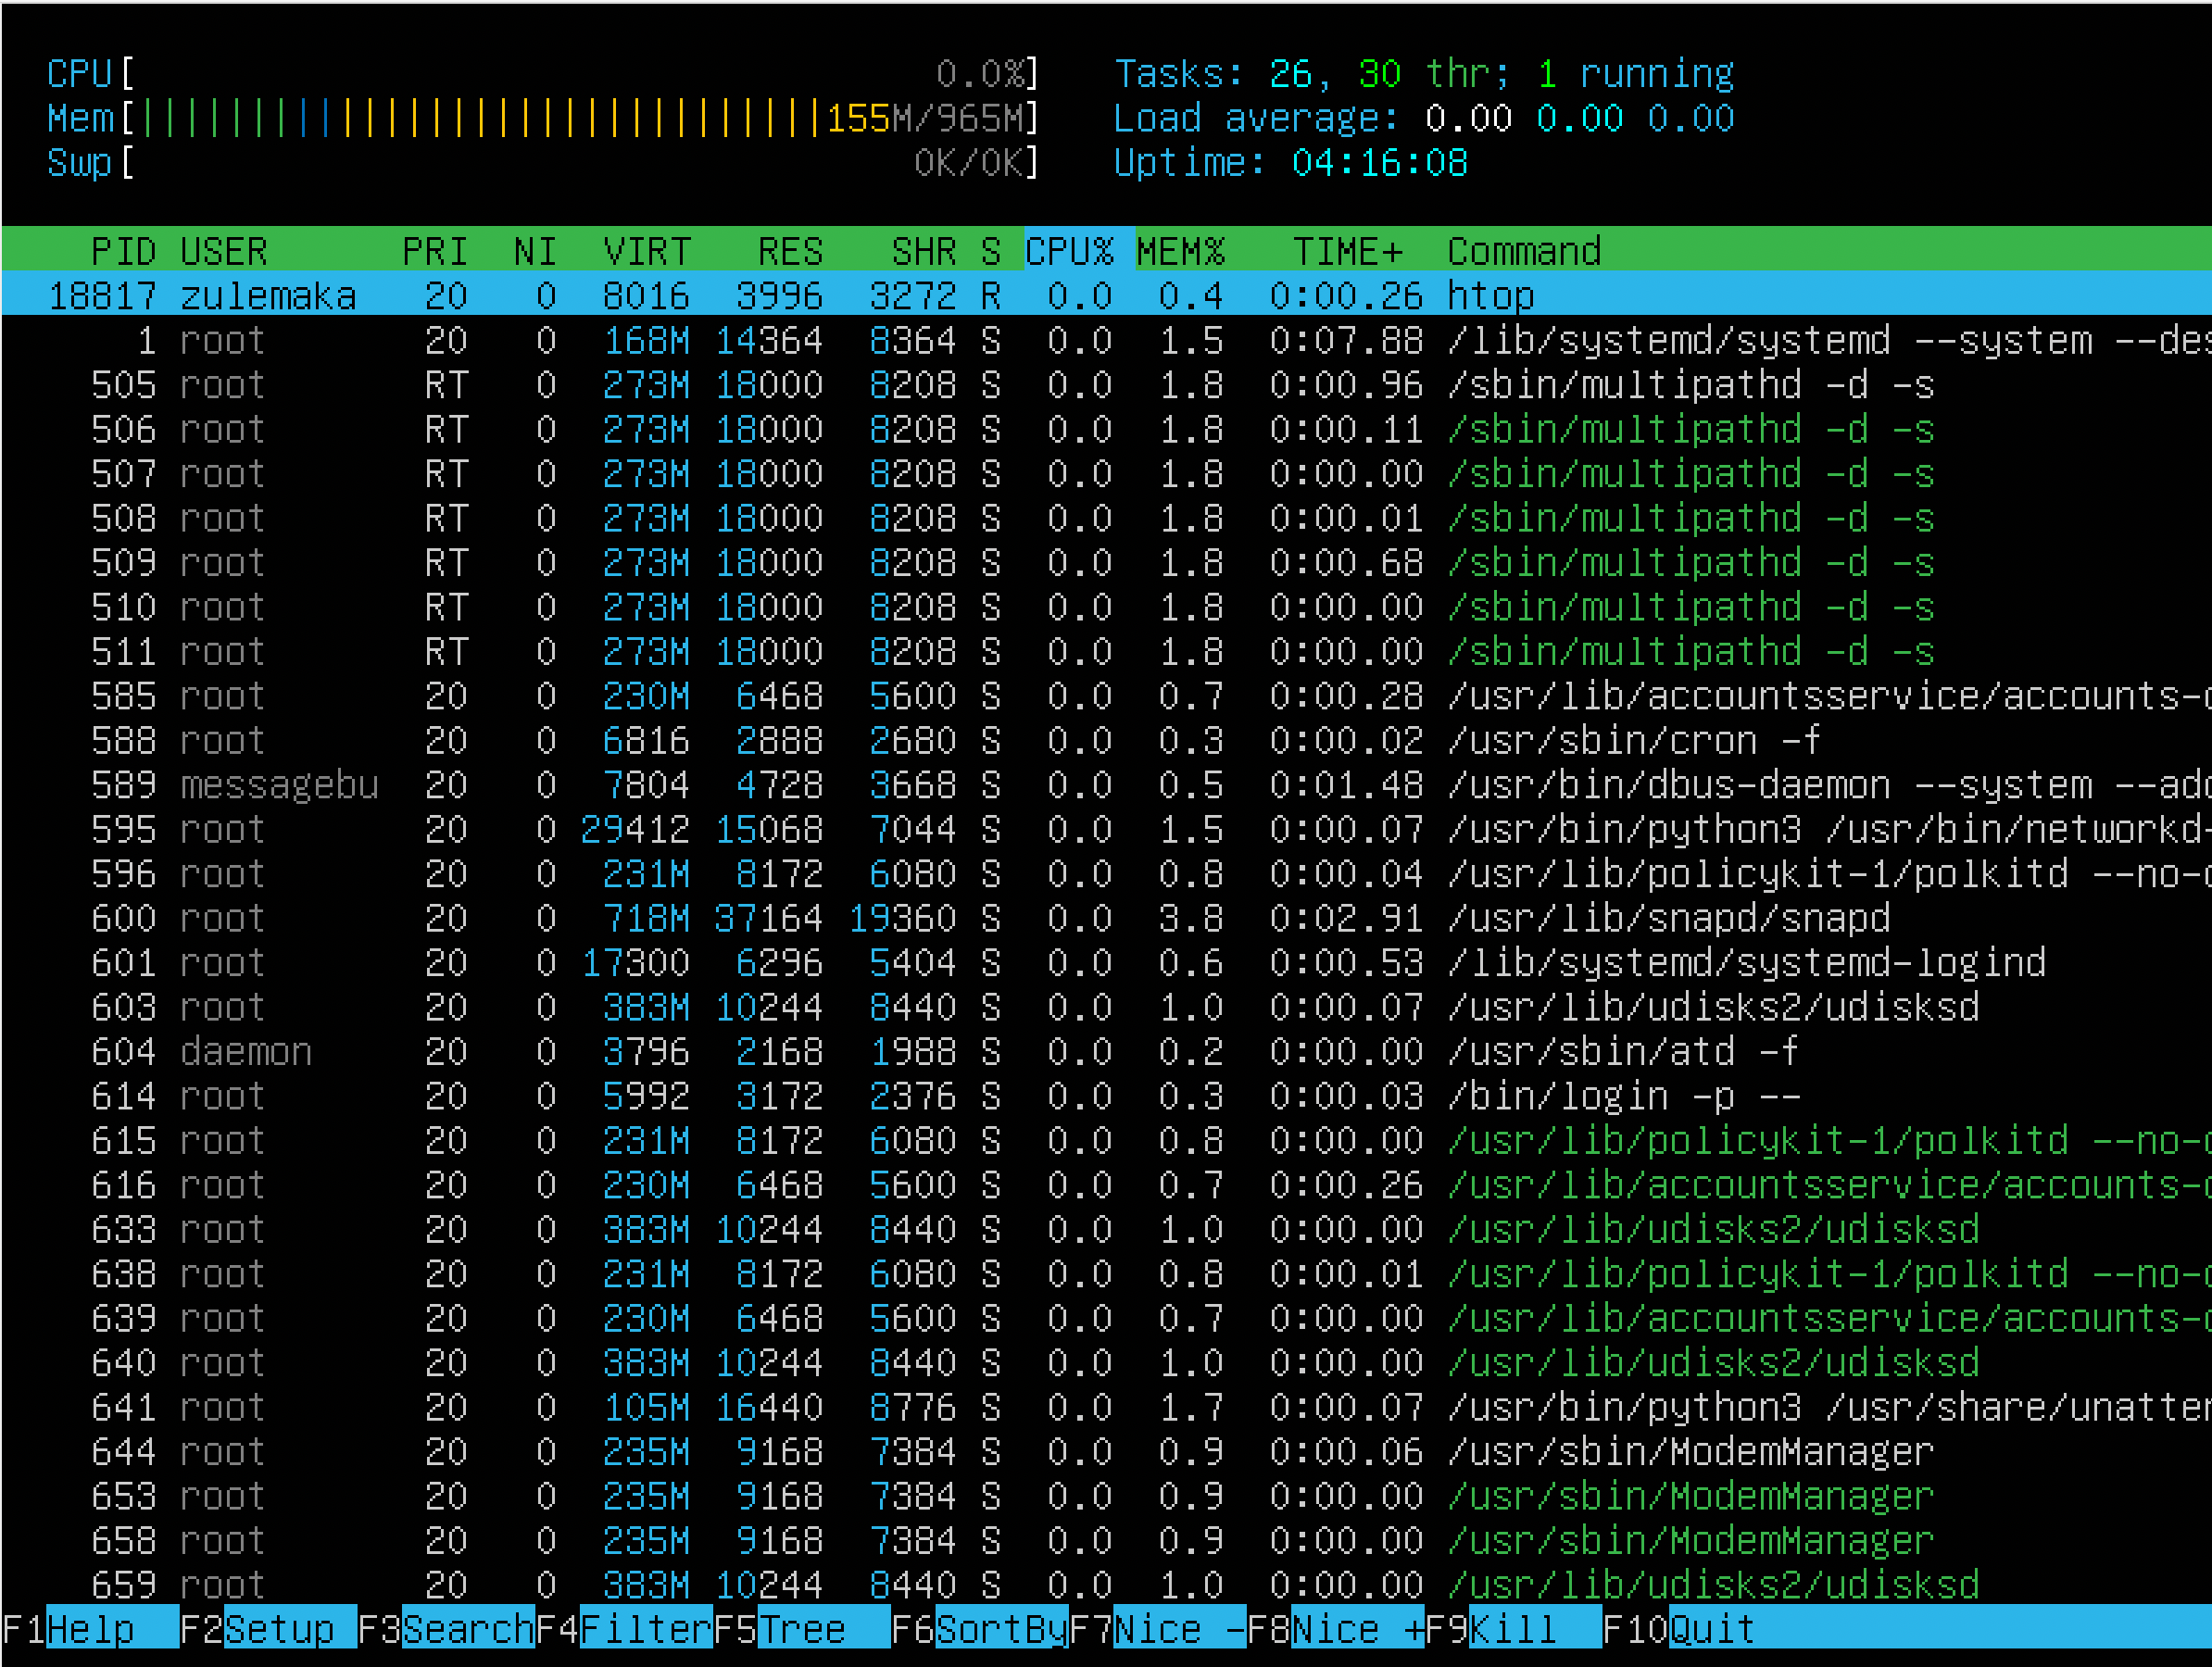 CPU[ 0.0%] Tasks: 26, 30 thr; 1 running
Mem[|||||||||||||||||||||||||||||||155M/965M] Load average: 0.00 0.00 0.00
Swp[ 0K/0K] Uptime: 04:16:08
PID USER PRI NI VIRT RES SHR S CPU% MEM% TIME+ Command
18817 zulemaka 20 0 8016 3996 3272 R 0.0 0.4 0:00.26 htop
1 root 20 0 168M 14364 8364 S 0.0 1.5 0:07.88 /lib/systemd/systemd --system --des
505 root RT 0 273M 18000 8208 S 0.0 1.8 0:00.96 /sbin/multipathd -d -s
506 root RT 0 273M 18000 8208 S 0.0 1.8 0:00.11 /sbin/multipathd -d -s
507 root RT 0 273M 18000 8208 S 0.0 1.8 0:00.00 /sbin/multipathd -d -s
508 root RT 0 273M 18000 8208 S 0.0 1.8 0:00.01 /sbin/multipathd -d -s
509 root RT 0 273M 18000 8208 S 0.0 1.8 0:00.68 /sbin/multipathd -d -s
510 root RT 0 273M 18000 8208 S 0.0 1.8 0:00.00 /sbin/multipathd -d -s
511 root RT 0 273M 18000 8208 S 0.0 1.8 0:00.00 /sbin/multipathd -d -s
585 root 20 0 230M 6468 5600 S 0.0 0.7 0:00.28 /usr/lib/accountsservice/accounts-d
588 root 20 0 6816 2888 2680 S 0.0 0.3 0:00.02 /usr/sbin/cron -f
589 messagebu 20 0 7804 4728 3668 S 0.0 0.5 0:01.48 /usr/bin/dbus-daemon --system --add
595 root 20 0 29412 15068 7044 S 0.0 1.5 0:00.07 /usr/bin/python3 /usr/bin/networkd-
596 root 20 0 231M 8172 6080 S 0.0 0.8 0:00.04 /usr/lib/policykit-1/polkitd --no-d
600 root 20 0 718M 37164 19360 S 0.0 3.8 0:02.91 /usr/lib/snapd/snapd
601 root 20 0 17300 6296 5404 S 0.0 0.6 0:00.53 /lib/systemd/systemd-logind
603 root 20 0 383M 10244 8440 S 0.0 1.0 0:00.07 /usr/lib/udisks2/udisksd
604 daemon 20 0 3796 2168 1988 S 0.0 0.2 0:00.00 /usr/sbin/atd -f
614 root 20 0 5992 3172 2376 S 0.0 0.3 0:00.03 /bin/login -p --
615 root 20 0 231M 8172 6080 S 0.0 0.8 0:00.00 /usr/lib/policykit-1/polkitd --no-d
616 root 20 0 230M 6468 5600 S 0.0 0.7 0:00.26 /usr/lib/accountsservice/accounts-d
633 root 20 0 383M 10244 8440 S 0.0 1.0 0:00.00 /usr/lib/udisks2/udisksd
638 root 20 0 231M 8172 6080 S 0.0 0.8 0:00.01 /usr/lib/policykit-1/polkitd --no-d
639 root 20 0 230M 6468 5600 S 0.0 0.7 0:00.00 /usr/lib/accountsservice/accounts-d
640 root 20 0 383M 10244 8440 S 0.0 1.0 0:00.00 /usr/lib/udisks2/udisksd
641 root 20 0 105M 16440 8776 S 0.0 1.7 0:00.07 /usr/bin/python3 /usr/share/unatten
644 root 20 0 235M 9168 7384 S 0.0 0.9 0:00.06 /usr/sbin/ModemManager
653 root 20 0 235M 9168 7384 S 0.0 0.9 0:00.00 /usr/sbin/ModemManager
658 root 20 0 235M 9168 7384 S 0.0 0.9 0:00.00 /usr/sbin/ModemManager
659 root 20 0 383M 10244 8440 S 0.0 1.0 0:00.00 /usr/lib/udisks2/udisksd
F1Help F2Setup F3SearchF4FilterF5Tree F6SortByF7Nice -F8Nice +F9Kill F10Quit